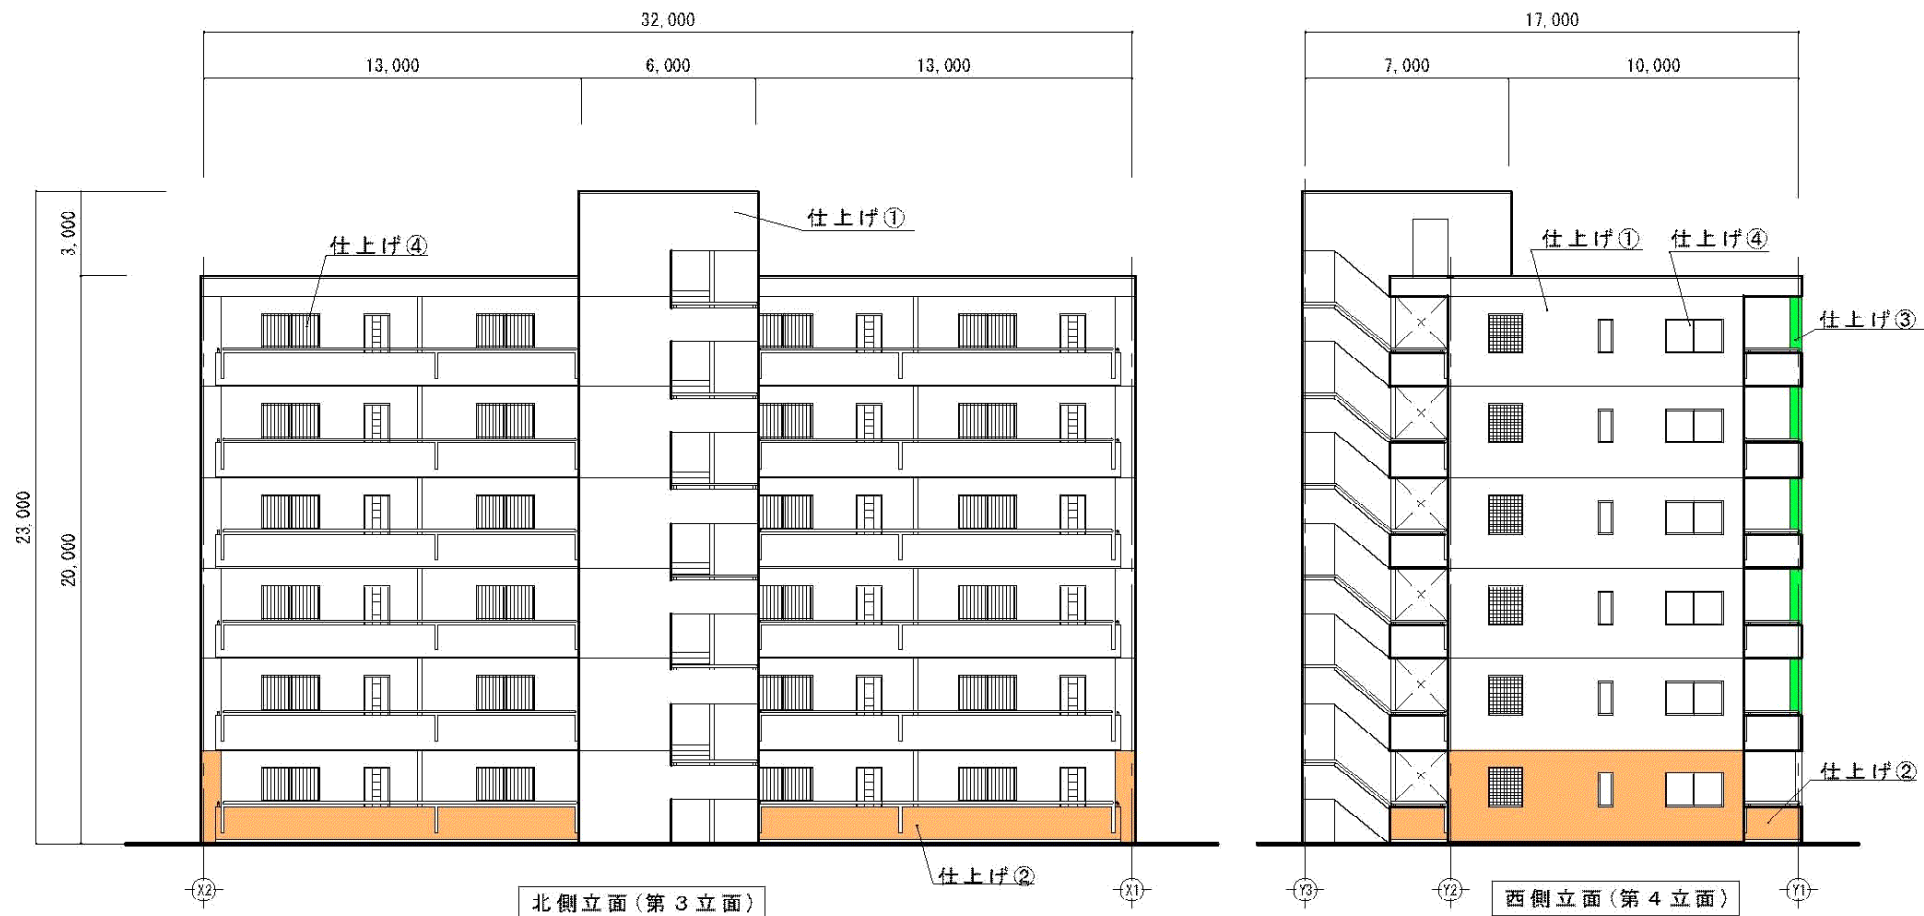 32,000
13,000
6,000
13,000
3,000
20,000
23,000
仕上げ①
仕上げ④
仕上げ②
X2
X1
北側立面(第3立面)
17,000
7,000
10,000
仕上げ①
仕上げ④
仕上げ③
仕上げ②
Y3
Y2
Y1
西側立面(第4立面)